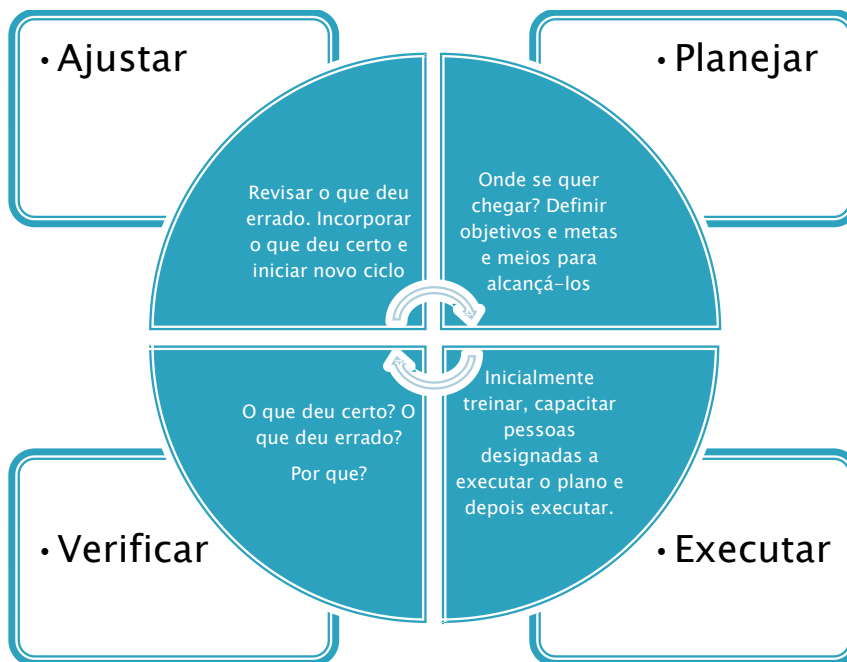 • Ajustar
• Planejar
Revisar o que deu
errado. Incorporar
o que deu certo e
iniciar novo ciclo
Onde se quer
chegar? Definir
objetivos e metas
e meios para
alcançá-los
O que deu certo? O
que deu errado?
Por que?
Inicialmente
treinar, capacitar
pessoas
designadas a
executar o plano e
depois executar.
• Verificar
• Executar